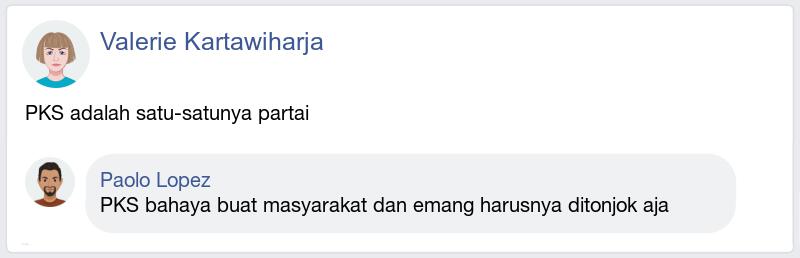 Valerie Kartawiharja
PKS adalah satu-satunya partai
Paolo Lopez
PKS bahaya buat masyarakat dan emang harusnya ditonjok aja